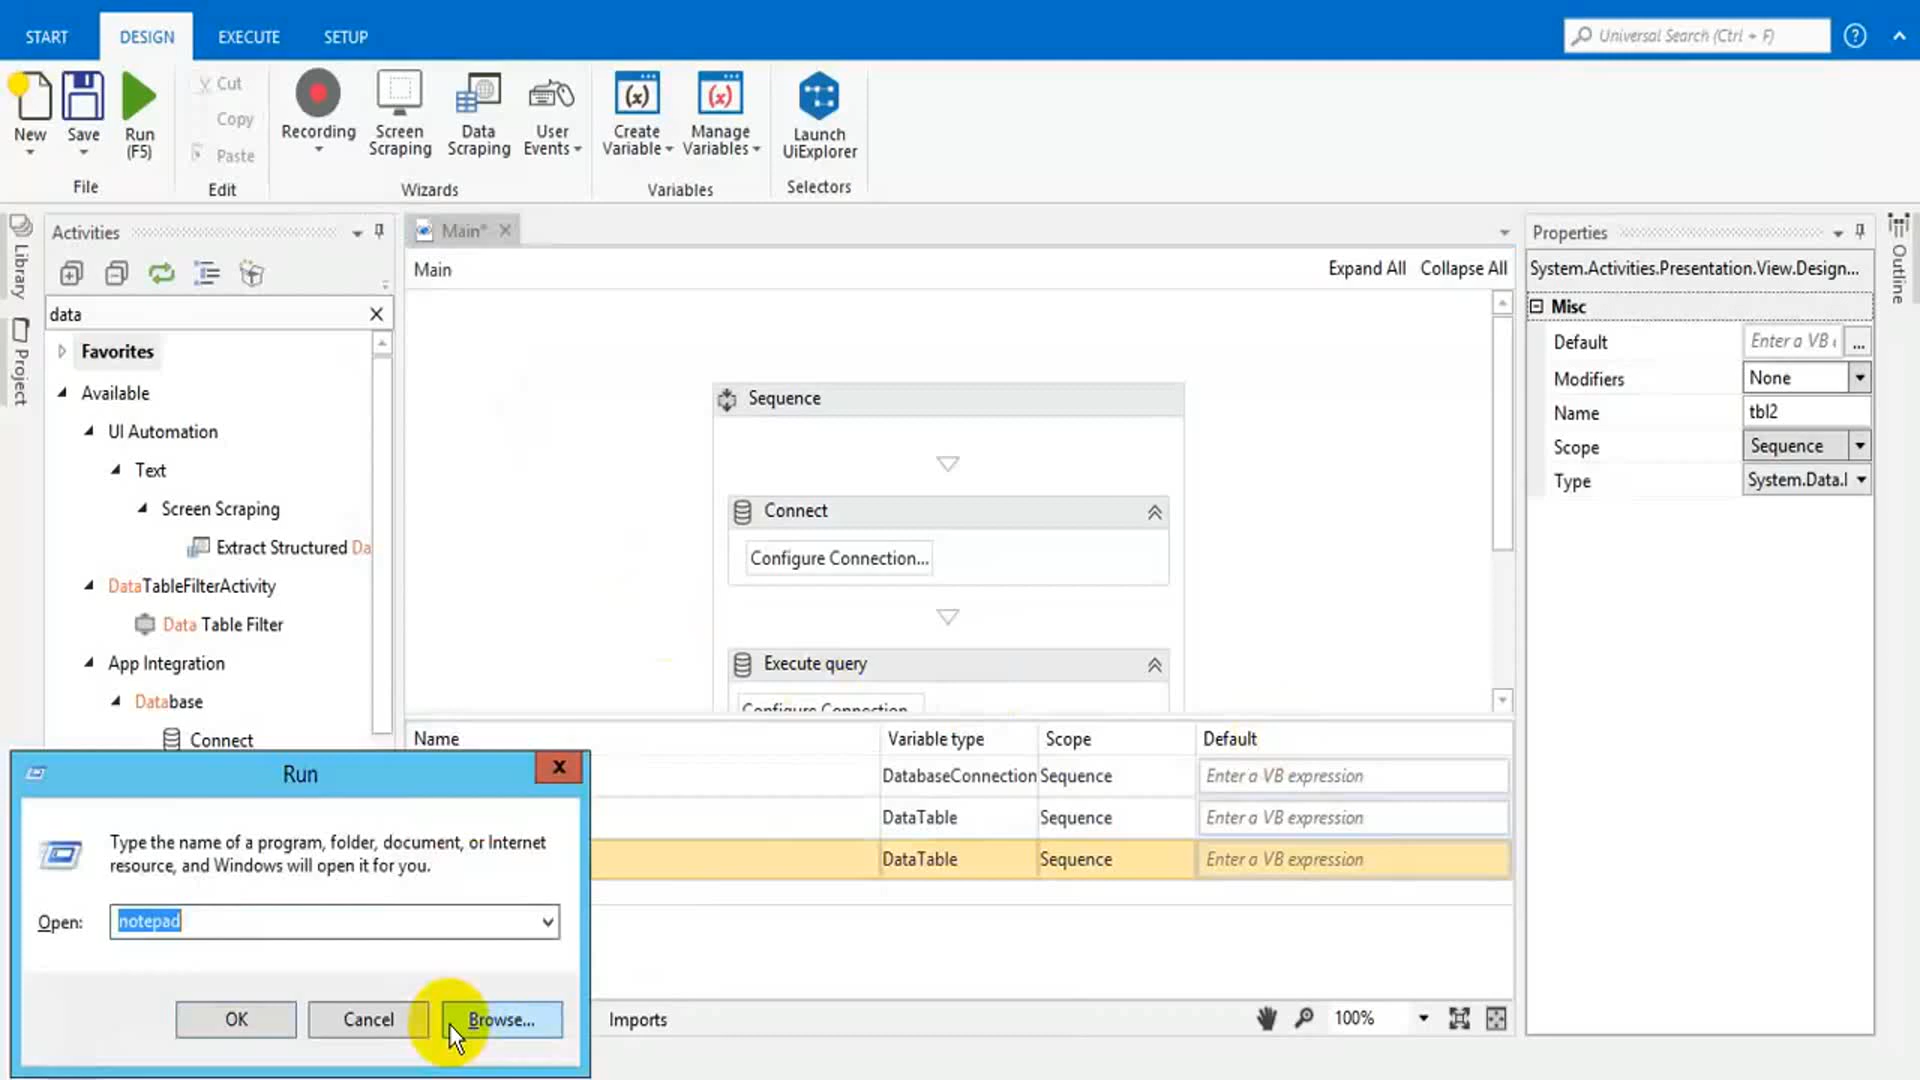 START DESIGN EXECUTE SETUP
Universal Search (Ctrl + F)
New
Save
Run
(F5)
File
Cut
Copy
Paste
Edit
Recording
Screen
Scraping
Data
Scraping
User
Events
Wizards
Create
Variable
Manage
Variables
Variables
Launch
UiExplorer
Selectors
Library
Project
Activities
data
Favorites
Available
UI Automation
Text
Screen Scraping
Extract Structured Da
DataTableFilterActivity
Data Table Filter
App Integration
Database
Connect
Main*
Main
Expand All Collapse All
Sequence
Connect
Configure Connection...
Execute query
Configure Connection
Name Variable type Scope Default
DatabaseConnection Sequence Enter a VB expression
DataTable Sequence Enter a VB expression
DataTable Sequence Enter a VB expression
Imports
100%
Properties
System.Activities.Presentation.View.Design...
Misc
Default Enter a VB ...
Modifiers None
Name tbl2
Scope Sequence
Type System.Data.
Outline
Run
X
Type the name of a program, folder, document, or Internet
resource, and Windows will open it for you.
Open: notepad
OK Cancel Browse...